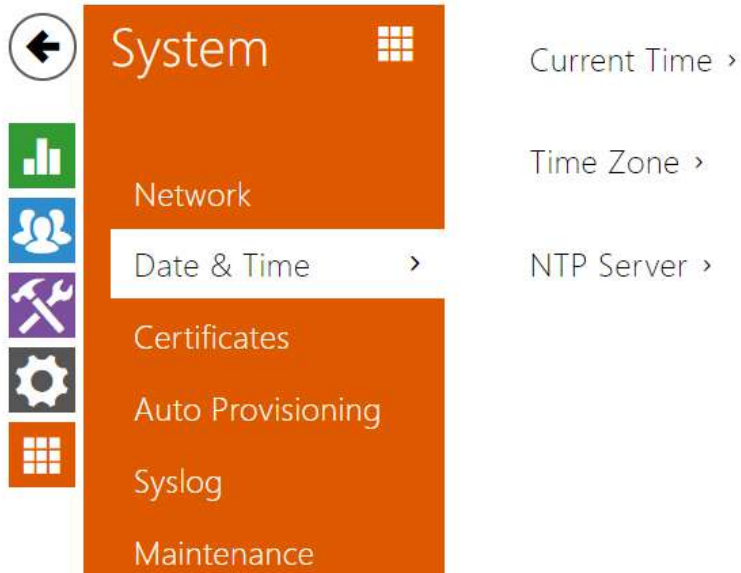 System
Network
Date & Time ›
Certificates
Auto Provisioning
Syslog
Maintenance
Current Time ›
Time Zone ›
NTP Server ›